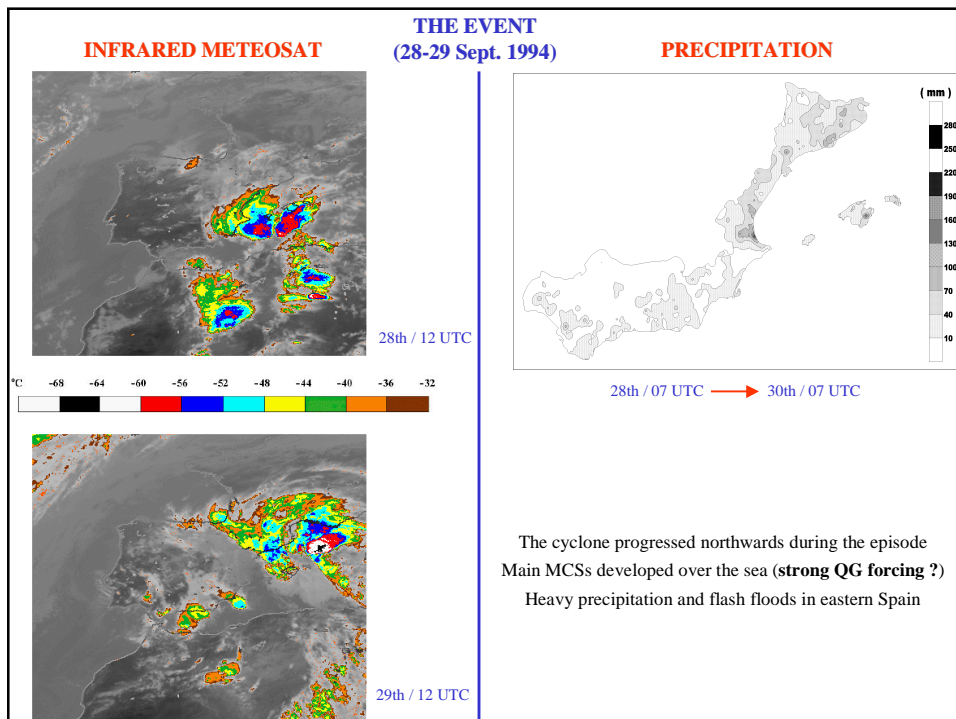 THE EVENT
(28-29 Sept. 1994)
INFRARED METEOSAT
28th / 12 UTC
°C -68 -64 -60 -56 -52 -48 -44 -40 -36 -32
29th / 12 UTC
PRECIPITATION
( mm )
280
250
220
190
160
130
100
70
40
10
28th / 07 UTC 30th / 07 UTC
The cyclone progressed northwards during the episode
Main MCSs developed over the sea (strong QG forcing ?)
Heavy precipitation and flash floods in eastern Spain